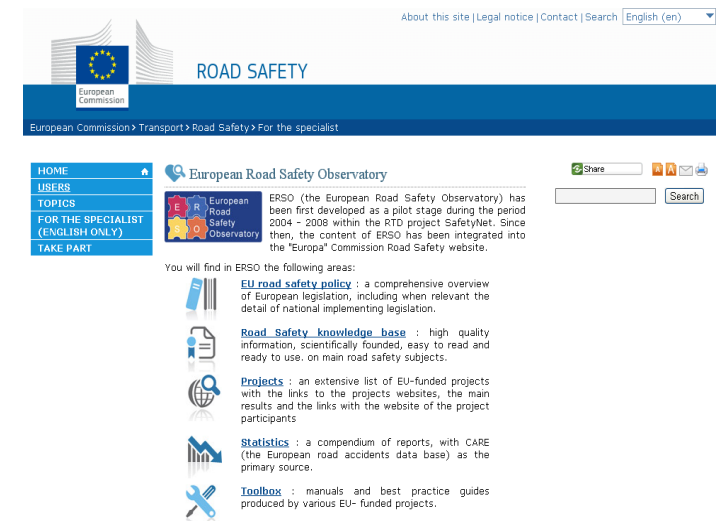 About this site | Legal notice | Contact | Search English (en)
European
Commission
ROAD SAFETY
European Commission > Transport > Road Safety > For the specialist
HOME
USERS
TOPICS
FOR THE SPECIALIST
(ENGLISH ONLY)
TAKE PART
European Road Safety Observatory
Share
A A
Search
E R
S O
European
Road
Safety
Observatory
ERSO (the European Road Safety Observatory) has
been first developed as a pilot stage during the period
2004 - 2008 within the RTD project SafetyNet. Since
then, the content of ERSO has been integrated into
the "Europa" Commission Road Safety website.
You will find in ERSO the following areas:
EU road safety policy : a comprehensive overview
of European legislation, including when relevant the
detail of national implementing legislation.
Road Safety knowledge base : high quality
information, scientifically founded, easy to read and
ready to use. on main road safety subjects.
Projects : an extensive list of EU-funded projects
with the links to the projects websites, the main
results and the links with the website of the project
participants
Statistics : a compendium of reports, with CARE
(the European road accidents data base) as the
primary source.
Toolbox : manuals and best practice guides
produced by various EU- funded projects.